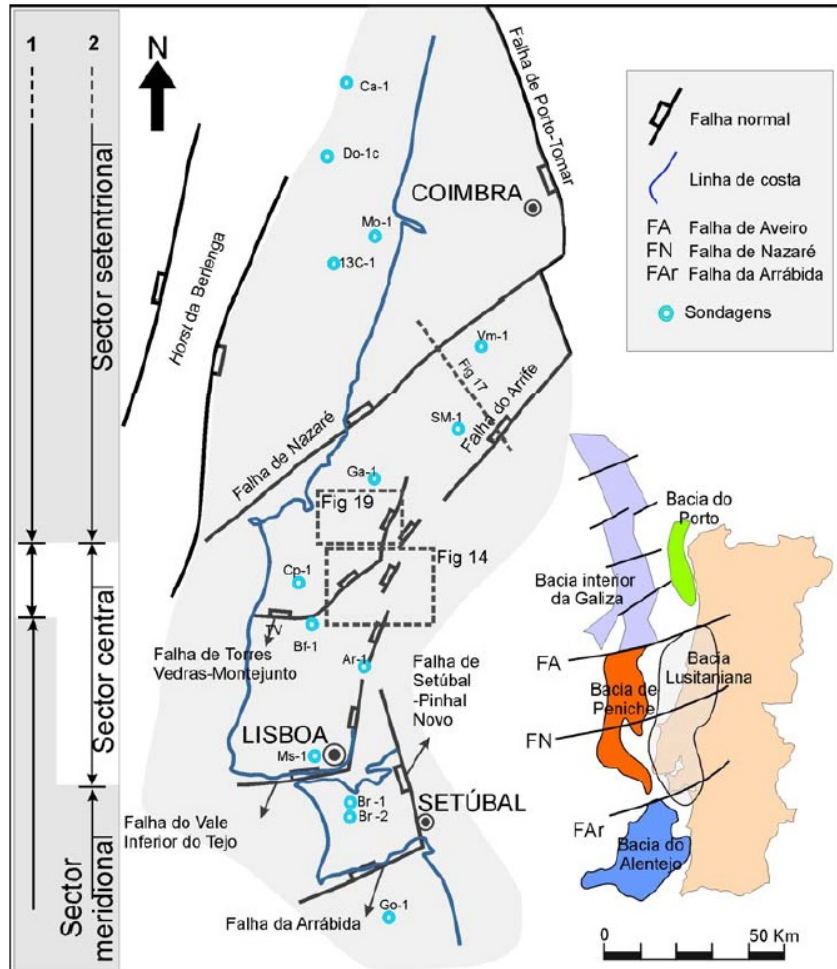 1
2
Sector setentrional
Sector central
Sector
meridional
N
Horst da Berlenga
Ca-1
Do-1c
Mo-1
13C-1
COIMBRA
Falha de Porto-Tomar
Vm-1
Fig 17
SM-1
Falha do Arrife
Falha de Nazaré
Ga-1
Fig 19
Fig 14
Cp-1
TV
Bf-1
Falha de Torres
Vedras-Montejunto
Ar-1
Falha de
Setúbal
-Pinhal
Novo
LISBOA
Ms-1
Br-1
Br-2
SETÚBAL
Falha do Vale
Inferior do Tejo
Falha da Arrábida
Go-1
Falha normal
Linha de costa
FA Falha de Aveiro
FN Falha de Nazaré
FAr Falha da Arrábida
Sondagens
Bacia do
Porto
Bacia interior
da Galiza
FA
Bacia
Lusitaniana
Bacia de
Peniche
FN
FAr
Bacia do
Alentejo
0 50 Km